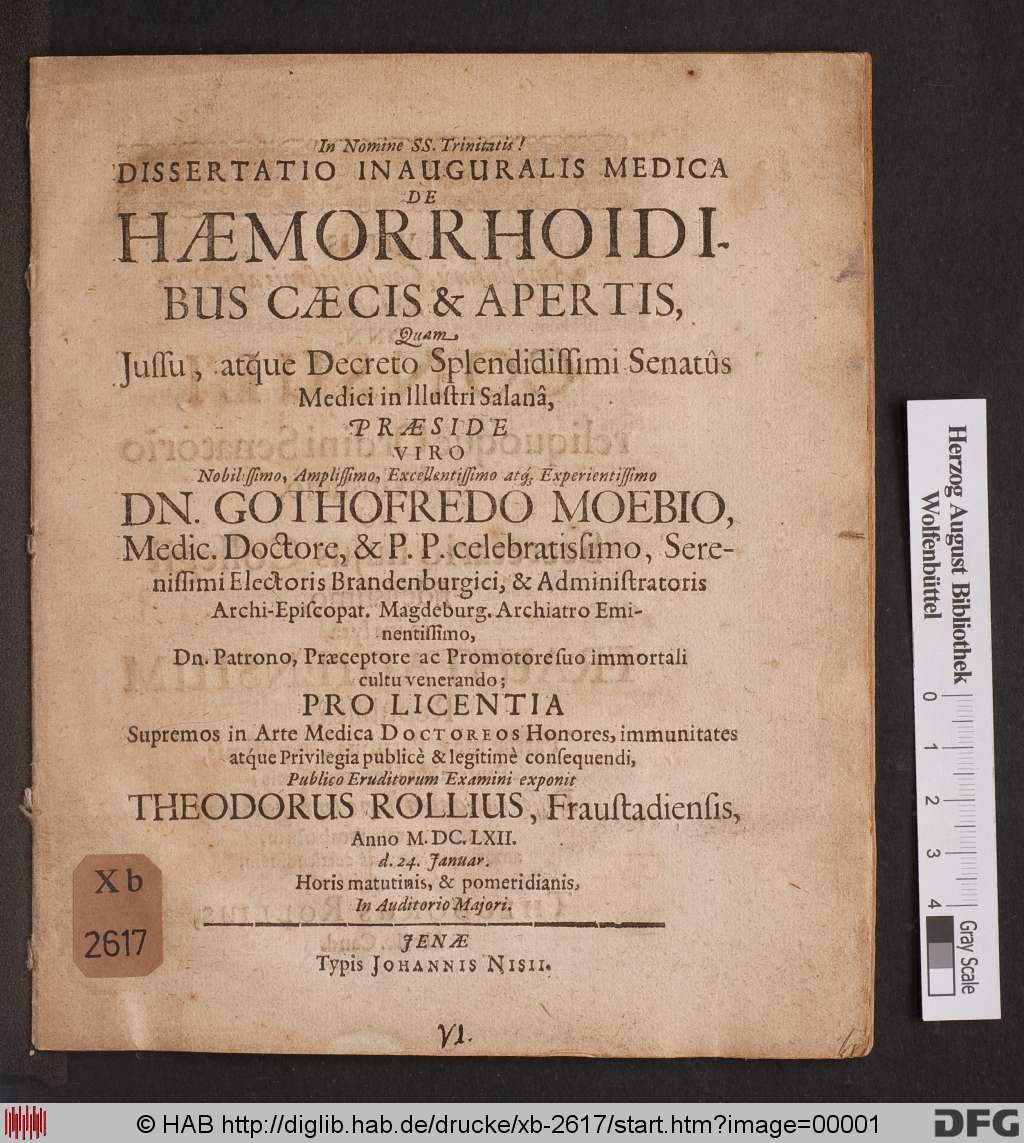 In Nomine SS. Trinitatis!
DISSERTATIO INAUGURALIS MEDICA
DE
HÆMORRHOIDI-
BUS CÆCIS & APERTIS,
Quam
Jussu, atq́ue Decreto Splendidissimi Senatûs
Medici in Illustri Salanâ,
PRÆSIDE
VIRO
Nobilissimo, Amplissimo, Excellentissimo atq́; Experientissimo
DN. GOTHOFREDO MOEBIO,
Medic. Doctore, & P. P. celebratissimo, Sere-
nissimi Electoris Brandenburgici, & Administratoris
Archi-Episcopat. Magdeburg. Archiatro Emi-
nentissimo,
Dn. Patrono, Præceptore ac Promotore suo immortali
cultu venerando;
PRO LICENTIA
Supremos in Arte Medica DOCTOREOS Honores, immunitates
atq́ue Privilegia publicè & legitimè consequendi,
Publico Eruditorum Examini exponit
THEODORUS ROLLIUS, Fraustadiensis,
Anno M. DC. LXII.
d. 24. Januar.
Horis matutinis, & pomeridianis,
In Auditorio Majori.
JENÆ
Typis JOHANNIS NISII.
VI.
Xb
2617
Herzog August Bibliothek
Wolfenbüttel
0 1 2 3 4
Gray Scale
© HAB http://diglib.hab.de/drucke/xb-2617/start.htm?image=00001
DFG